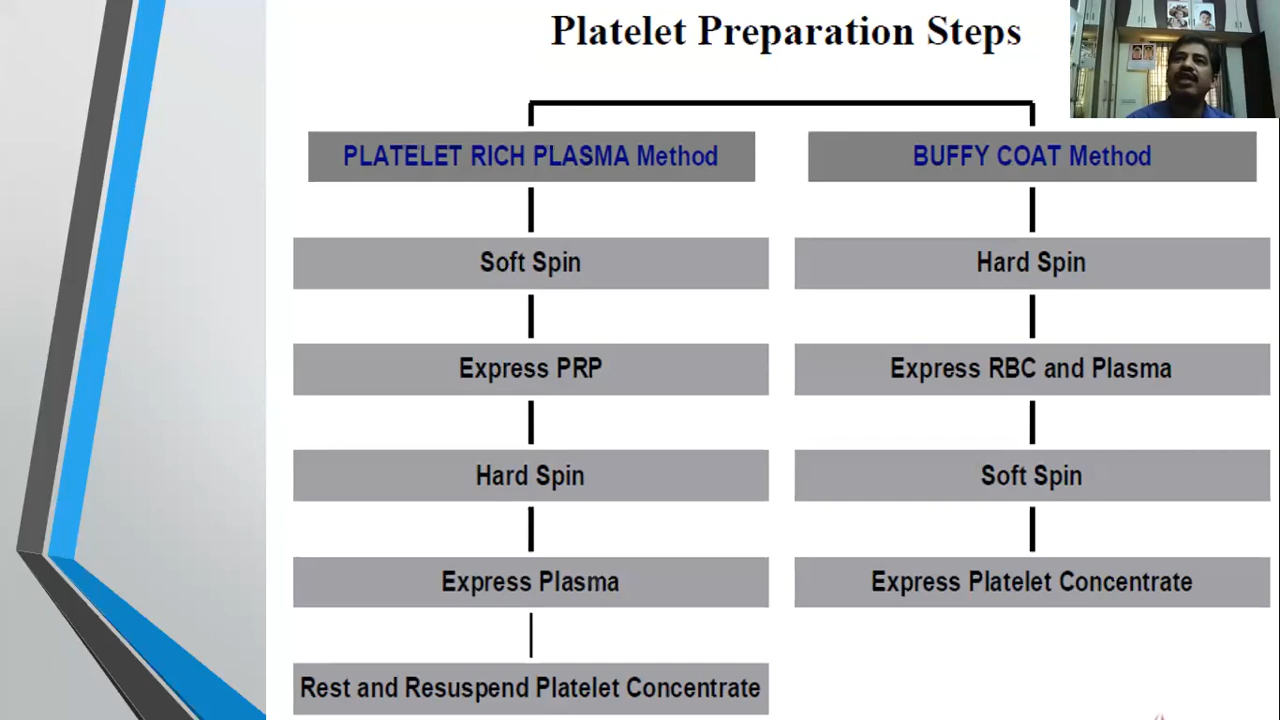 Platelet Preparation Steps
PLATELET RICH PLASMA Method
Soft Spin
Express PRP
Hard Spin
Express Plasma
Rest and Resuspend Platelet Concentrate
BUFFY COAT Method
Hard Spin
Express RBC and Plasma
Soft Spin
Express Platelet Concentrate